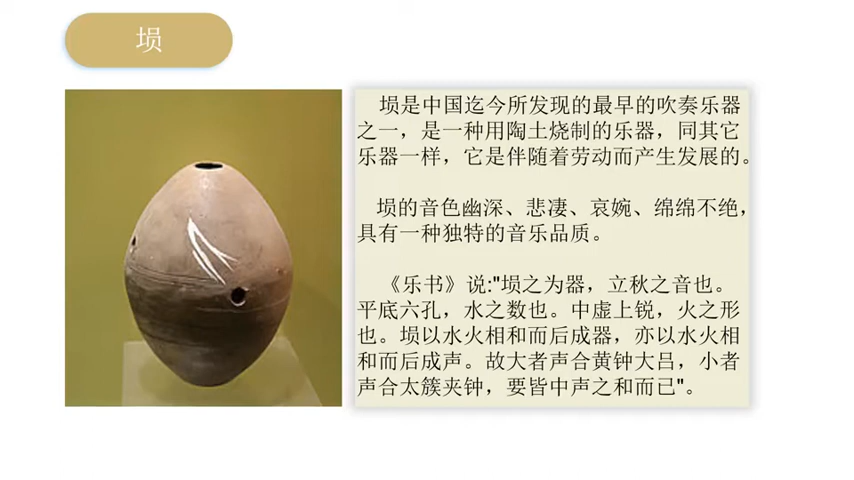 埙
埙是中国迄今所发现的最早的吹奏乐器
之一，是一种用陶土烧制的乐器，同其它
乐器一样，它是伴随着劳动而产生发展的。
埙的音色幽深、悲凄、哀婉、绵绵不绝，
具有一种独特的音乐品质。
《乐书》说:"埙之为器，立秋之音也。
平底六孔，水之数也。中虚上锐，火之形
也。埙以水火相和而后成器，亦以水火相
和而后成声。故大者声合黄钟大吕，小者
声合太簇夹钟，要皆中声之和而已"。